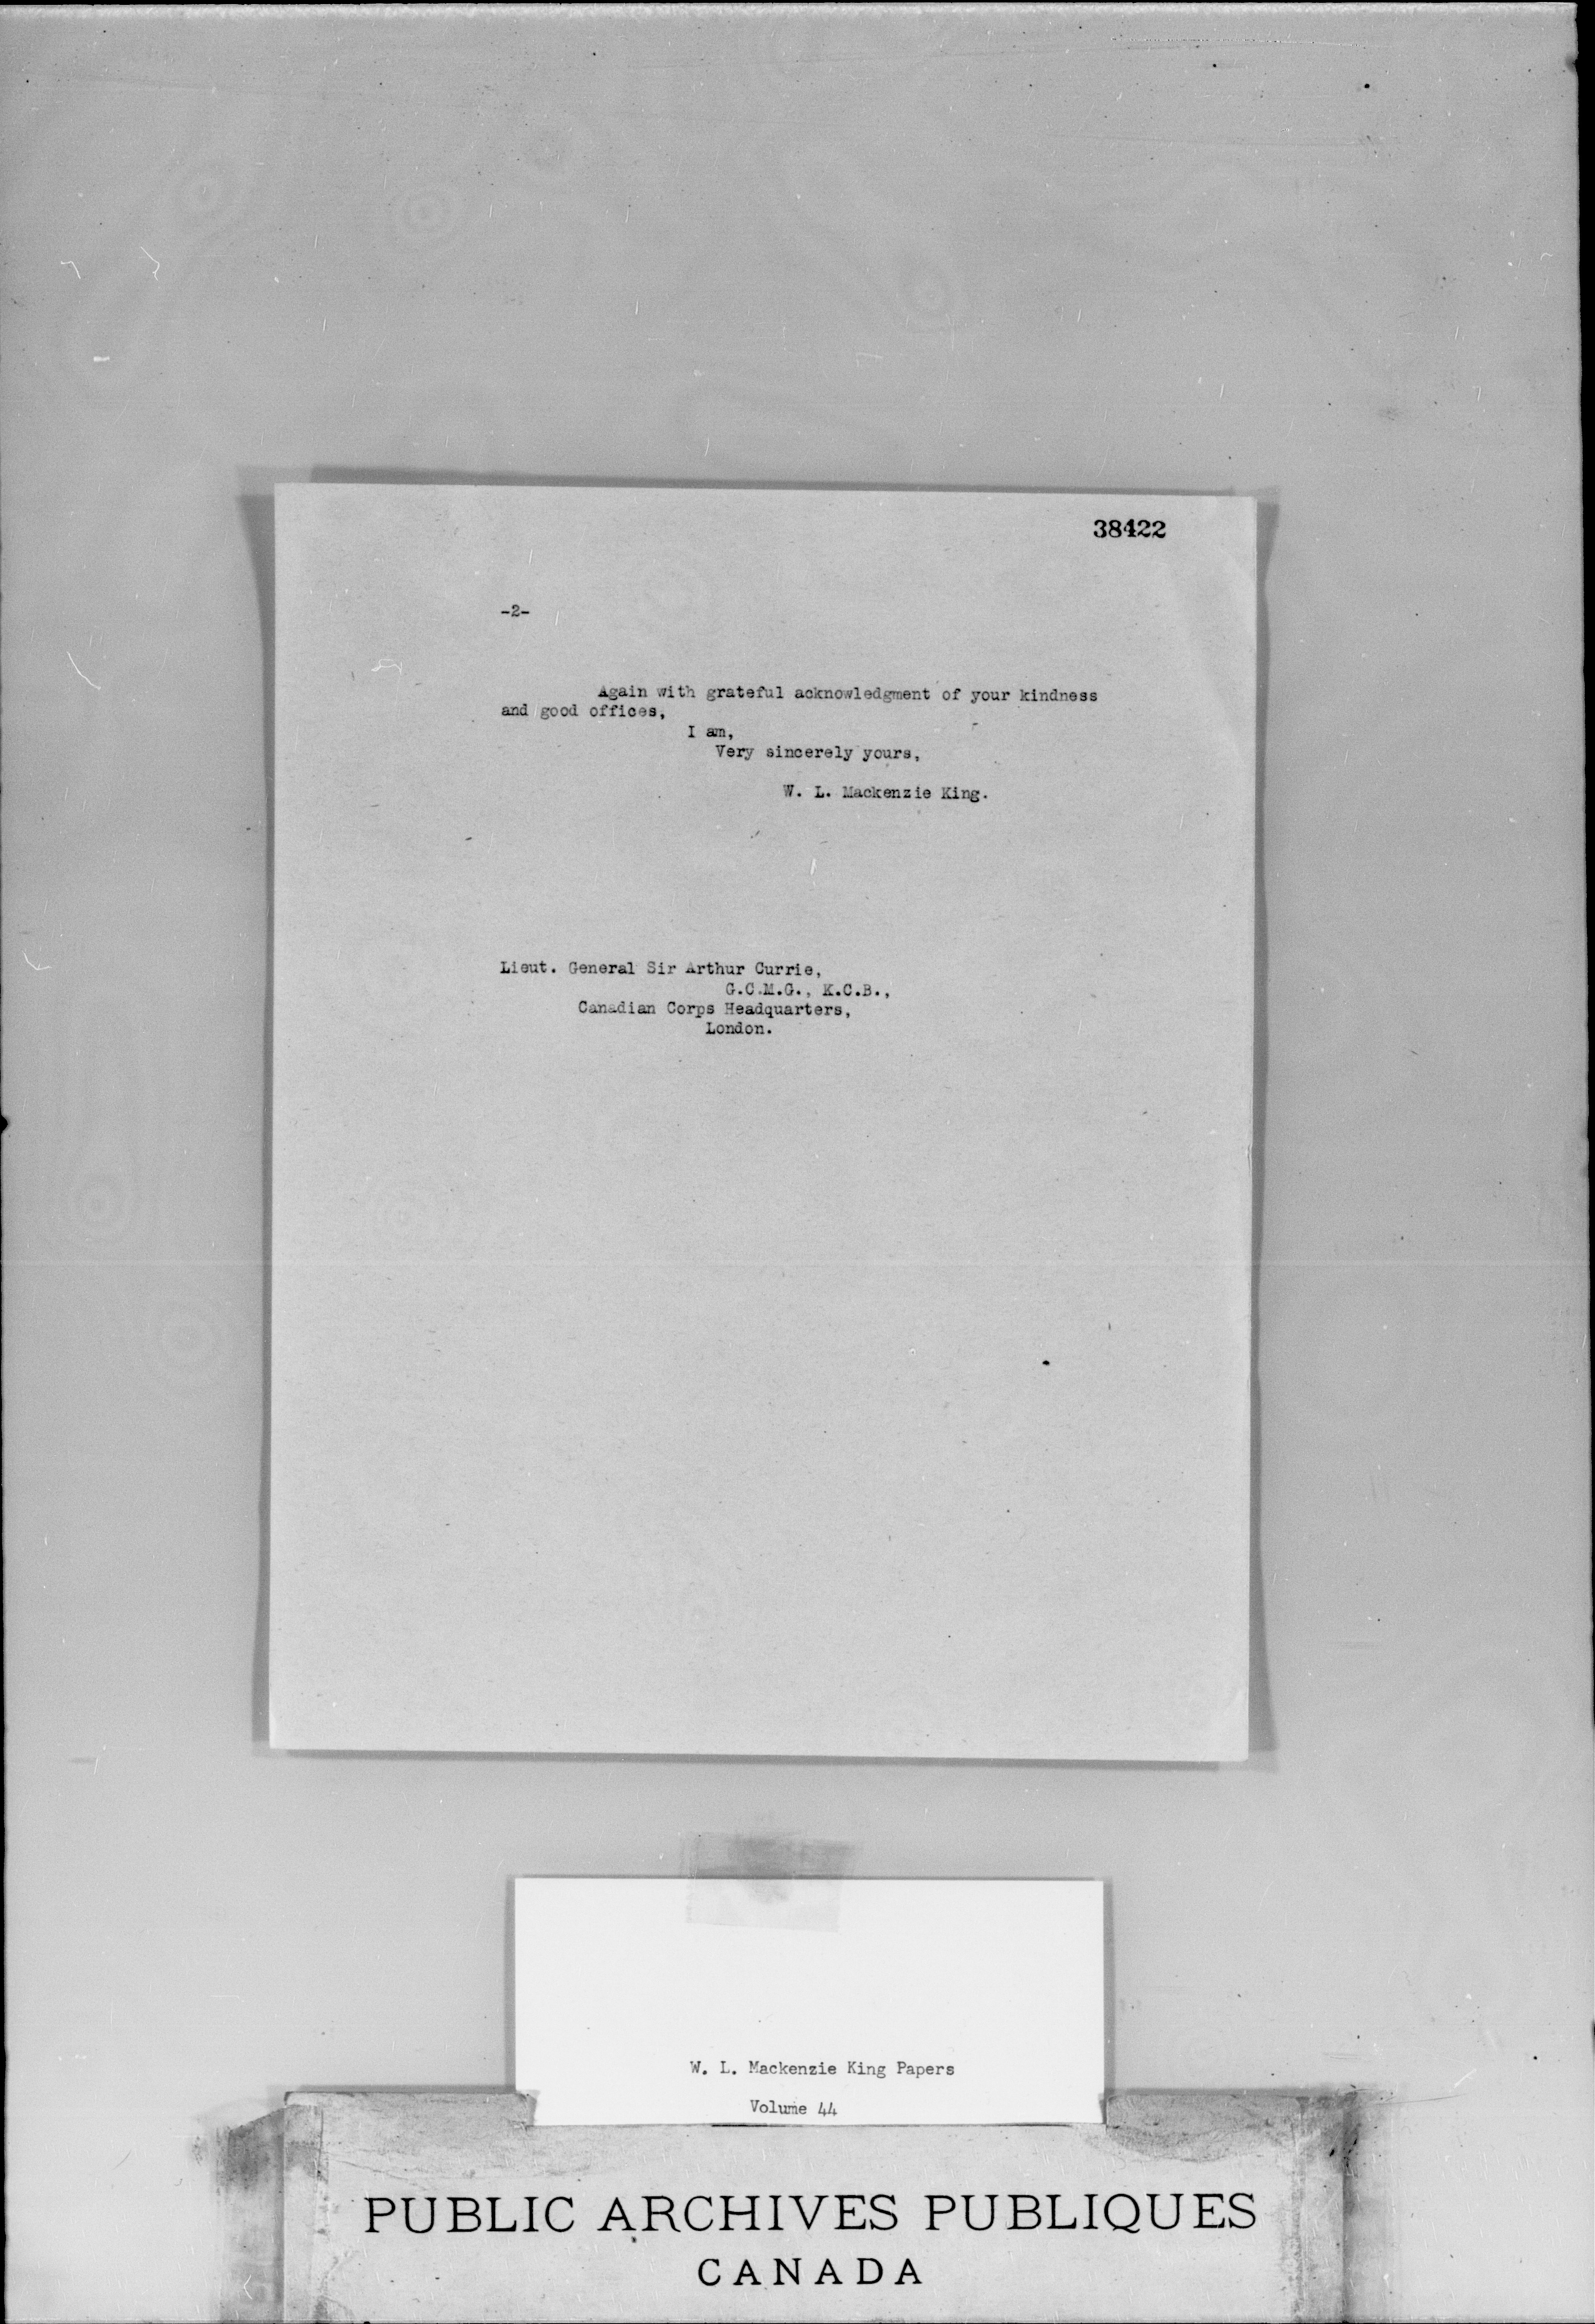 38422
-2-
Again with grateful acknowledgment of your kindness
and good offices,
I am,
Very sincerely yours,
W. L. Mackenzie King.
Lieut. General Sir Arthur Currie,
G.C.M.G., K.C.B.,
Canadian Corps Headquarters,
London.
W. L. Mackenzie King Papers
Volume 44
PUBLIC ARCHIVES PUBLIQUES
CANADA